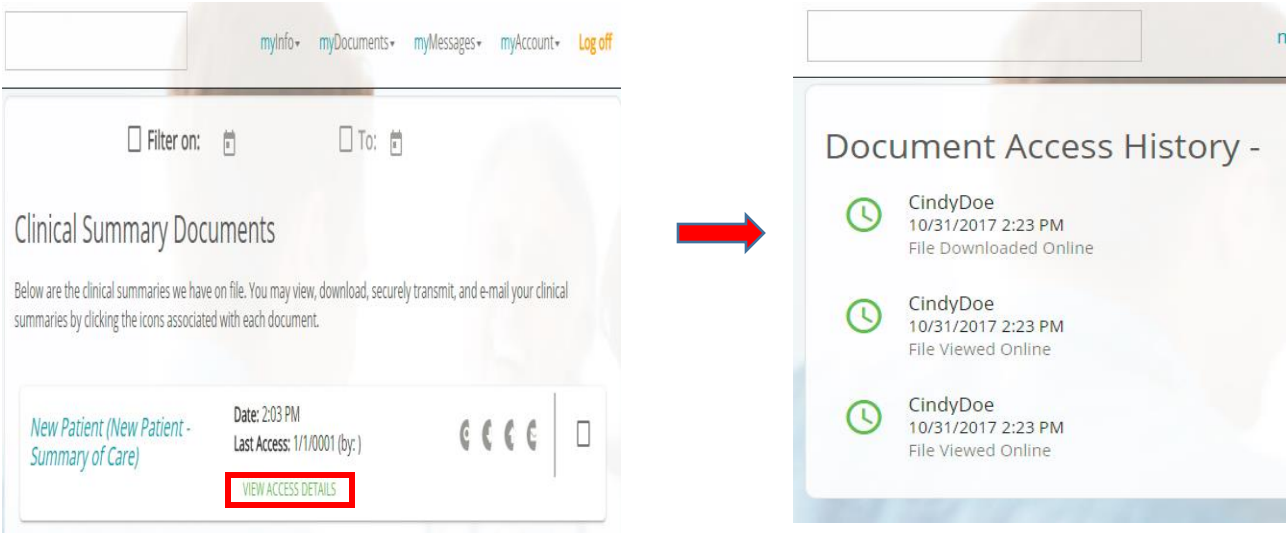 myInfo▾ myDocuments▾ myMessages▾ myAccount▾ Log off
Filter on: To:
Clinical Summary Documents
Below are the clinical summaries we have on file. You may view, download, securely transmit, and e-mail your clinical
summaries by clicking the icons associated with each document.
New Patient (New Patient -
Summary of Care)
Date: 2:03 PM
Last Access: 1/1/0001 (by: )
VIEW ACCESS DETAILS
Document Access History -
CindyDoe
10/31/2017 2:23 PM
File Downloaded Online
CindyDoe
10/31/2017 2:23 PM
File Viewed Online
CindyDoe
10/31/2017 2:23 PM
File Viewed Online